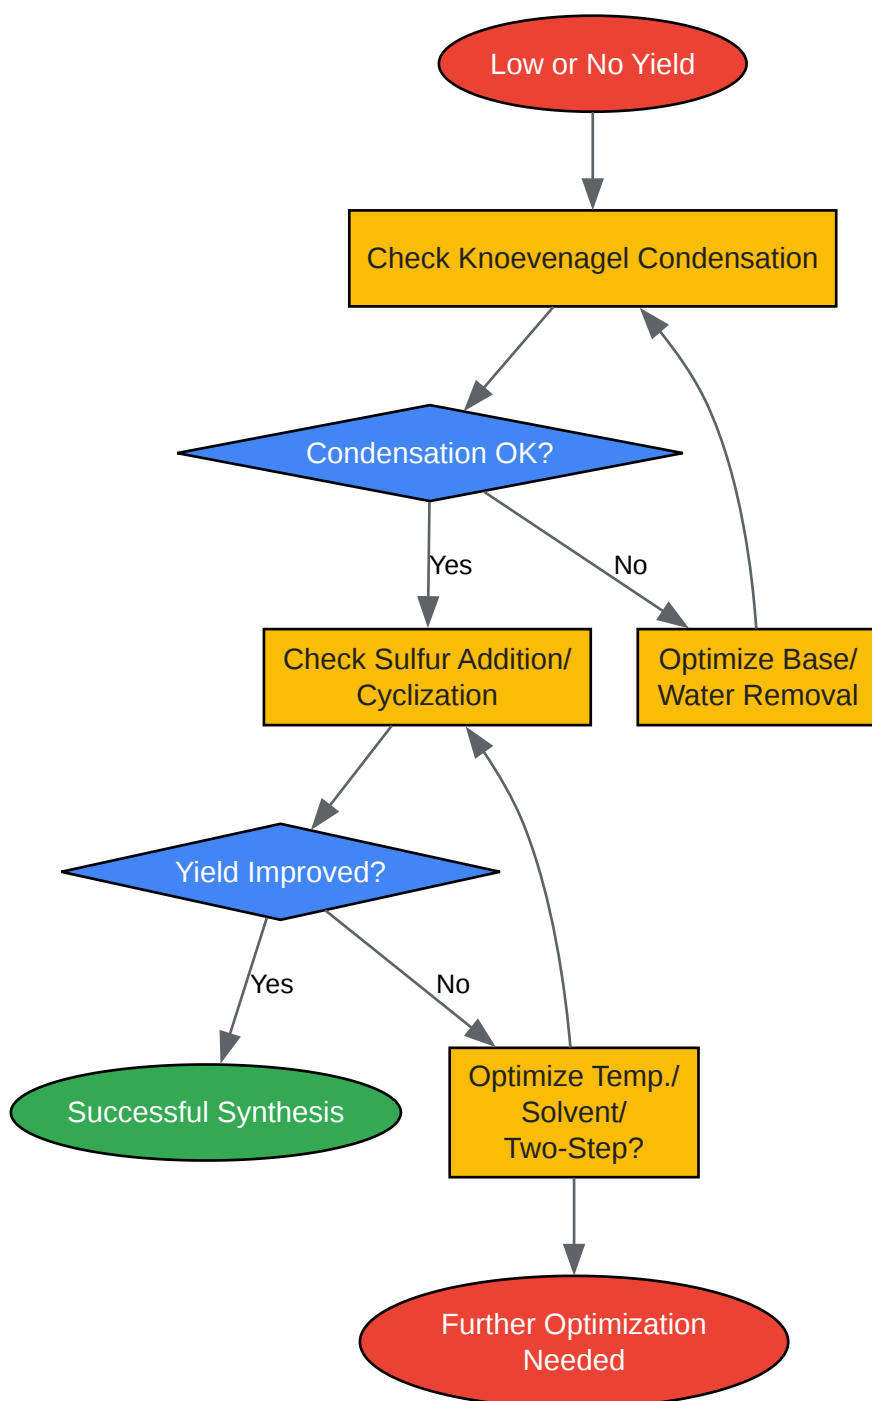 Low or No Yield
Check Knoevenagel Condensation
Condensation OK?
Yes
No
Check Sulfur Addition/
Cyclization
Optimize Base/
Water Removal
Yield Improved?
Yes
No
Successful Synthesis
Optimize Temp./
Solvent/
Two-Step?
Further Optimization
Needed